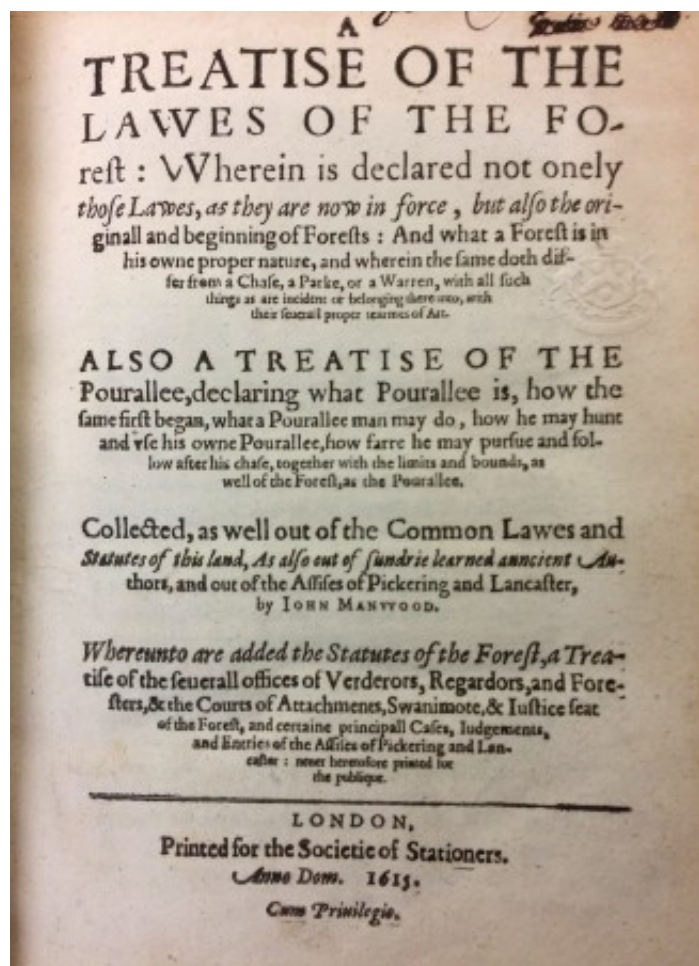 A
TREATISE OF THE
LAWES OF THE FO-
reſt : VVherein is declared not onely
thoſe Lawes, as they are now in force , but alſo the ori-
ginall and beginning of Foreſts : And what a Foreſt is in
his owne proper nature, and wherein the ſame doth dif-
fer from a Chaſe, a Parke, or a Warren, with all ſuch
things as are incident or belonging thereunto, with
their ſeuerall proper tearmes of Art.
ALSO A TREATISE OF THE
Pourallee,declaring what Pourallee is, how the
ſame firſt began, what a Pourallee man may do , how he may hunt
and vſe his owne Pourallee,how farre he may purſue and fol-
low after his chaſe, together with the limits and bounds, as
well of the Foreſt,as the Pourallee.
Collected, as well out of the Common Lawes and
Statutes of this land, As alſo out of ſundrie learned anncient Au-
thors, and out of the Aſſiſes of Pickering and Lancaſter,
by IOHN MANVVOOD.
Whereunto are added the Statutes of the Foreſt,a Trea-
tiſe of the ſeuerall offices of Verderors, Regardors,and Fore-
ſters,& the Courts of Attachments,Swanimote,& Iuſtice ſeat
of the Foreſt, and certaine principall Caſes, Iudgements,
and Entries of the Aſſiſes of Pickering and Lan-
caſter : neuer heretofore printed for
the publique.
LONDON,
Printed for the Societie of Stationers.
Anno Dom. 1615.
Cum Priuilegio.